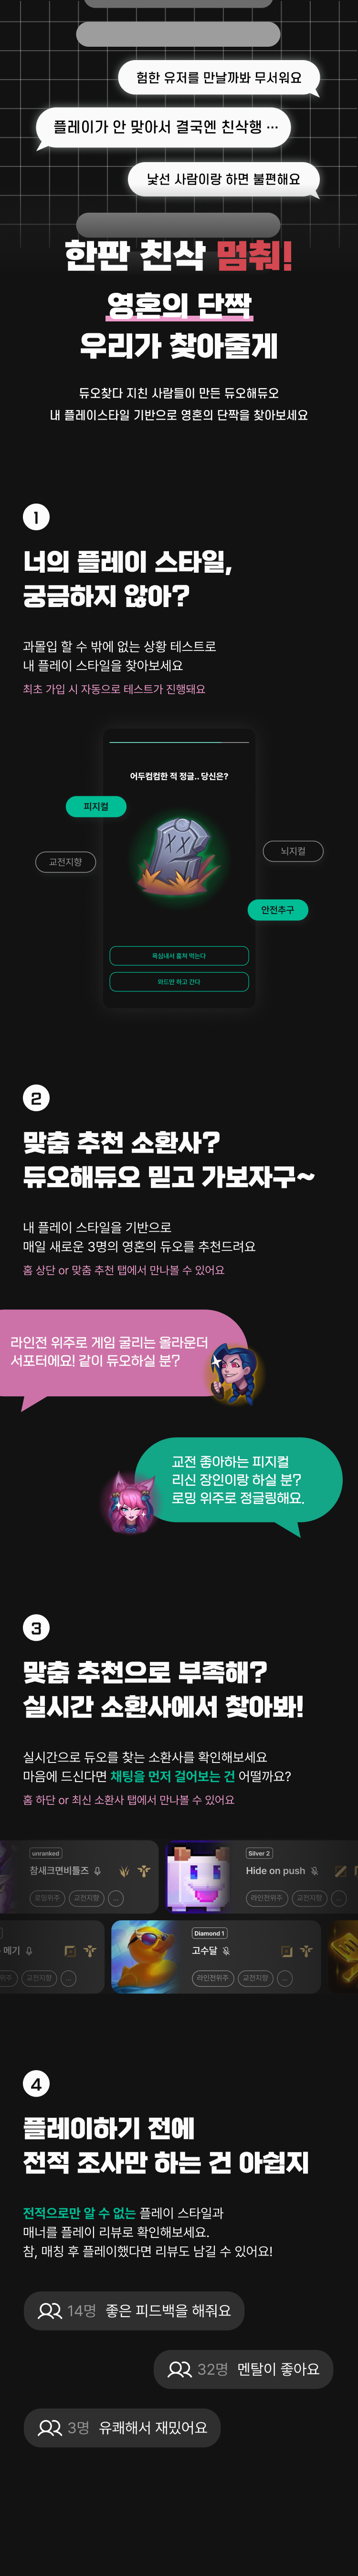 험한 유저를 만날까봐 무서워요
플레이가 안 맞아서 결국엔 친삭행 ···
낯선 사람이랑 하면 불편해요
한판 친삭 멈춰!
영혼의 단짝
우리가 찾아줄게
듀오찾다 지친 사람들이 만든 듀오해듀오
내 플레이스타일 기반으로 영혼의 단짝을 찾아보세요
1
너의 플레이 스타일,
궁금하지 않아?
과몰입 할 수 밖에 없는 상황 테스트로
내 플레이 스타일을 찾아보세요
최초 가입 시 자동으로 테스트가 진행돼요
어두컴컴한 적 정글.. 당신은?
피지컬
뇌지컬
교전지향
안전추구
욕심내서 훔쳐 먹는다
와드만 하고 간다
2
맞춤 추천 소환사?
듀오해듀오 믿고 가보자구~
내 플레이 스타일을 기반으로
매일 새로운 3명의 영혼의 듀오를 추천드려요
홈 상단 or 맞춤 추천 탭에서 만나볼 수 있어요
라인전 위주로 게임 굴리는 올라운더
서포터에요! 같이 듀오하실 분?
교전 좋아하는 피지컬
리신 장인이랑 하실 분?
로밍 위주로 정글링해요.
3
맞춤 추천으로 부족해?
실시간 소환사에서 찾아봐!
실시간으로 듀오를 찾는 소환사를 확인해보세요
마음에 드신다면 채팅을 먼저 걸어보는 건 어떨까요?
홈 하단 or 최신 소환사 탭에서 만나볼 수 있어요
unranked
참새크면비틀즈
로밍위주 교전지향 ...
Silver 2
Hide on push
라인전위주 교전지향 ...
메기
위주 교전지향 ...
Diamond 1
고수달
라인전위주 교전지향 ...
4
플레이하기 전에
전적 조사만 하는 건 아쉽지
전적으로만 알 수 없는 플레이 스타일과
매너를 플레이 리뷰로 확인해보세요.
참, 매칭 후 플레이했다면 리뷰도 남길 수 있어요!
14명 좋은 피드백을 해줘요
32명 멘탈이 좋아요
3명 유쾌해서 재밌어요